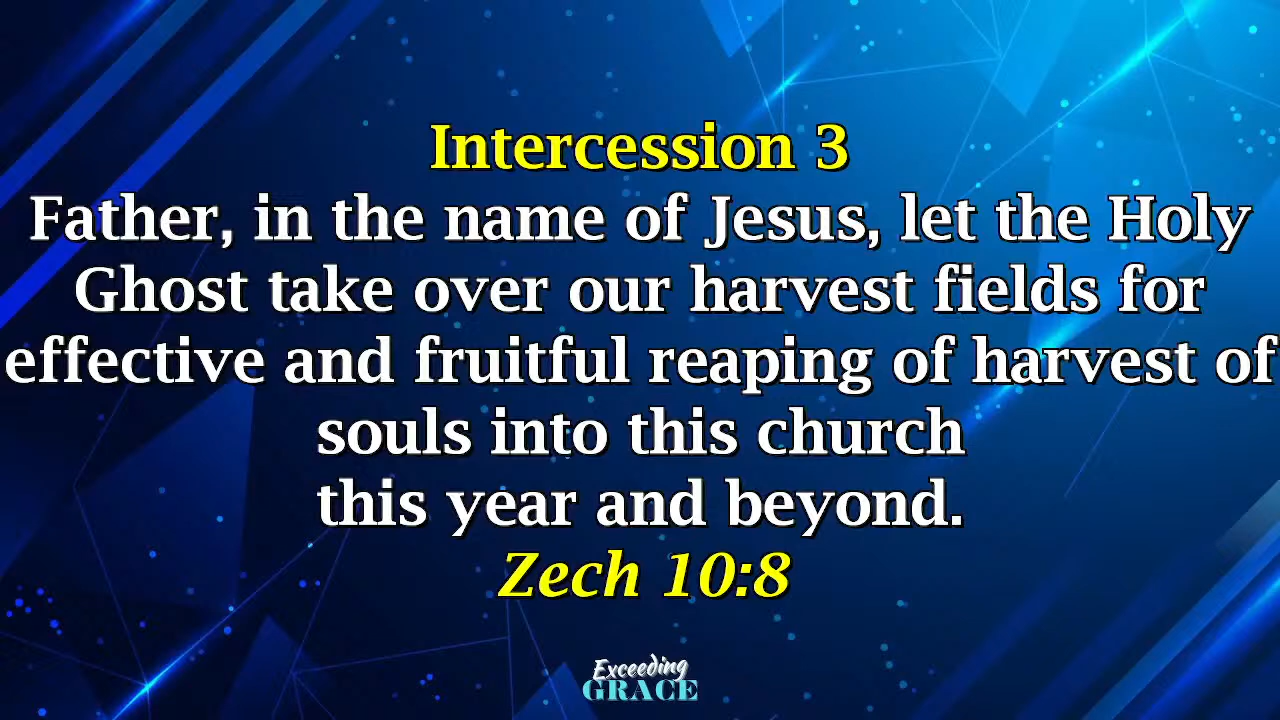 Intercession 3
Father, in the name of Jesus, let the Holy
Ghost take over our harvest fields for
effective and fruitful reaping of harvest of
souls into this church
this year and beyond.
Zech 10:8
Exceeding
GRACE